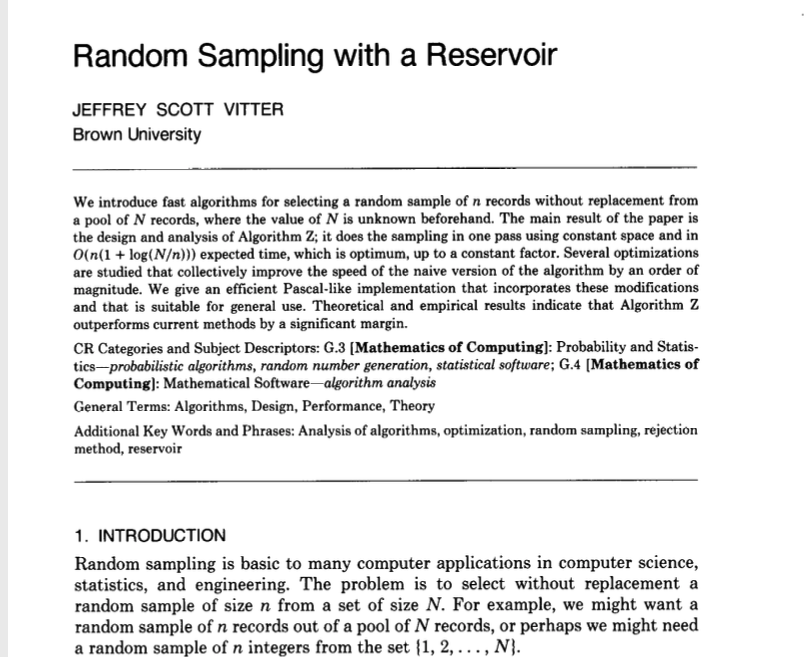 Random Sampling with a Reservoir
JEFFREY SCOTT VITTER
Brown University
We introduce fast algorithms for selecting a random sample of n records without replacement from
a pool of N records, where the value of N is unknown beforehand. The main result of the paper is
the design and analysis of Algorithm Z; it does the sampling in one pass using constant space and in
O(n(1 + log(N/n))) expected time, which is optimum, up to a constant factor. Several optimizations
are studied that collectively improve the speed of the naive version of the algorithm by an order of
magnitude. We give an efficient Pascal-like implementation that incorporates these modifications
and that is suitable for general use. Theoretical and empirical results indicate that Algorithm Z
outperforms current methods by a significant margin.
CR Categories and Subject Descriptors: G.3 [Mathematics of Computing]: Probability and Statis-
tics—probabilistic algorithms, random number generation, statistical software; G.4 [Mathematics of
Computing]: Mathematical Software—algorithm analysis
General Terms: Algorithms, Design, Performance, Theory
Additional Key Words and Phrases: Analysis of algorithms, optimization, random sampling, rejection
method, reservoir
1. INTRODUCTION
Random sampling is basic to many computer applications in computer science,
statistics, and engineering. The problem is to select without replacement a
random sample of size n from a set of size N. For example, we might want a
random sample of n records out of a pool of N records, or perhaps we might need
a random sample of n integers from the set {1, 2, . . . , N}.